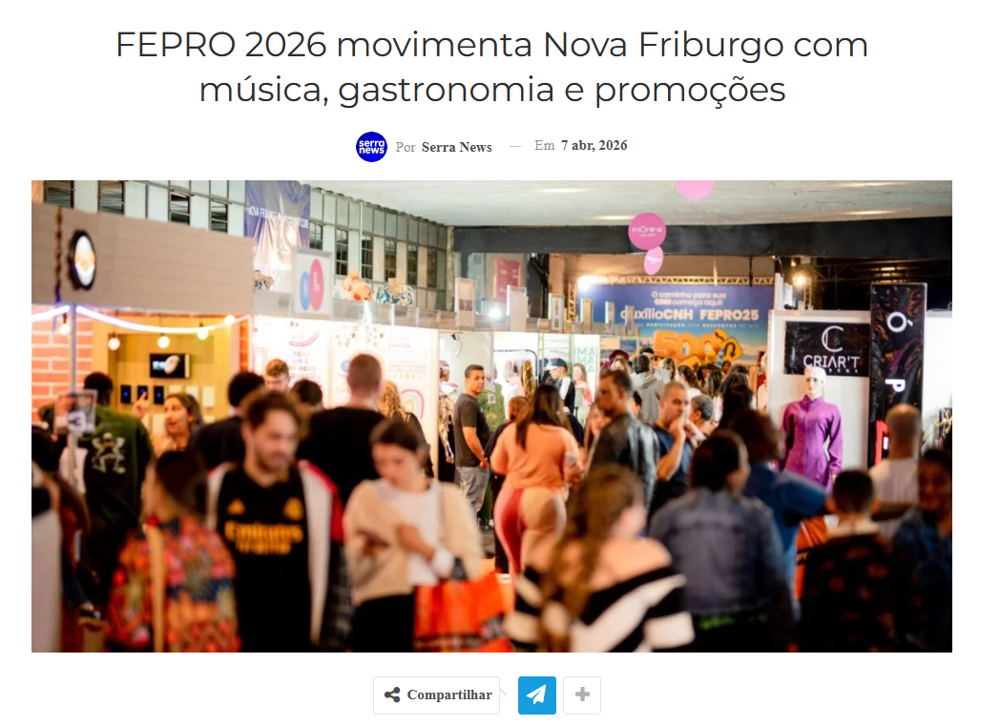 FEPRO 2026 movimenta Nova Friburgo com
música, gastronomia e promoções
serra
news
Por Serra News — Em 7 abr, 2026
O caminho para sua
CNH começa aqui!
AuxílioCNH FEPRO25
CRIAR'T
Ó
P
Emirates
Compartilhar